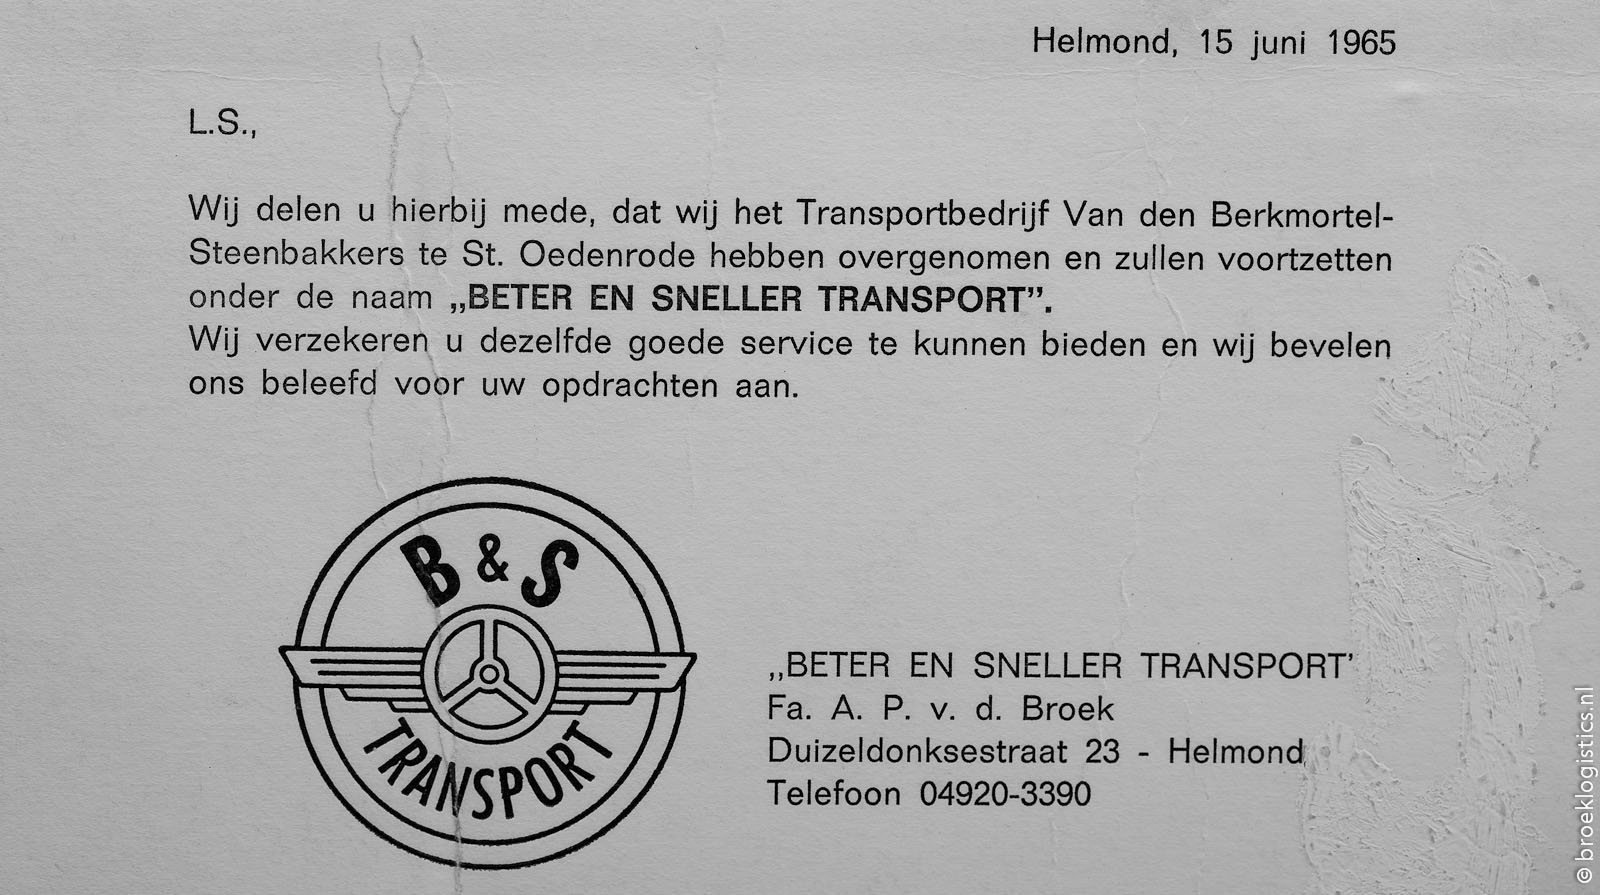 Helmond, 15 juni 1965
L.S.,
Wij delen u hierbij mede, dat wij het Transportbedrijf Van den Berkmortel-
Steenbakkers te St. Oedenrode hebben overgenomen en zullen voortzetten
onder de naam „BETER EN SNELLER TRANSPORT”.
Wij verzekeren u dezelfde goede service te kunnen bieden en wij bevelen
ons beleefd voor uw opdrachten aan.
B & S
TRANSPORT
„BETER EN SNELLER TRANSPORT’
Fa. A. P. v. d. Broek
Duizeldonksestraat 23 - Helmond
Telefoon 04920-3390
© broeklogistics.nl